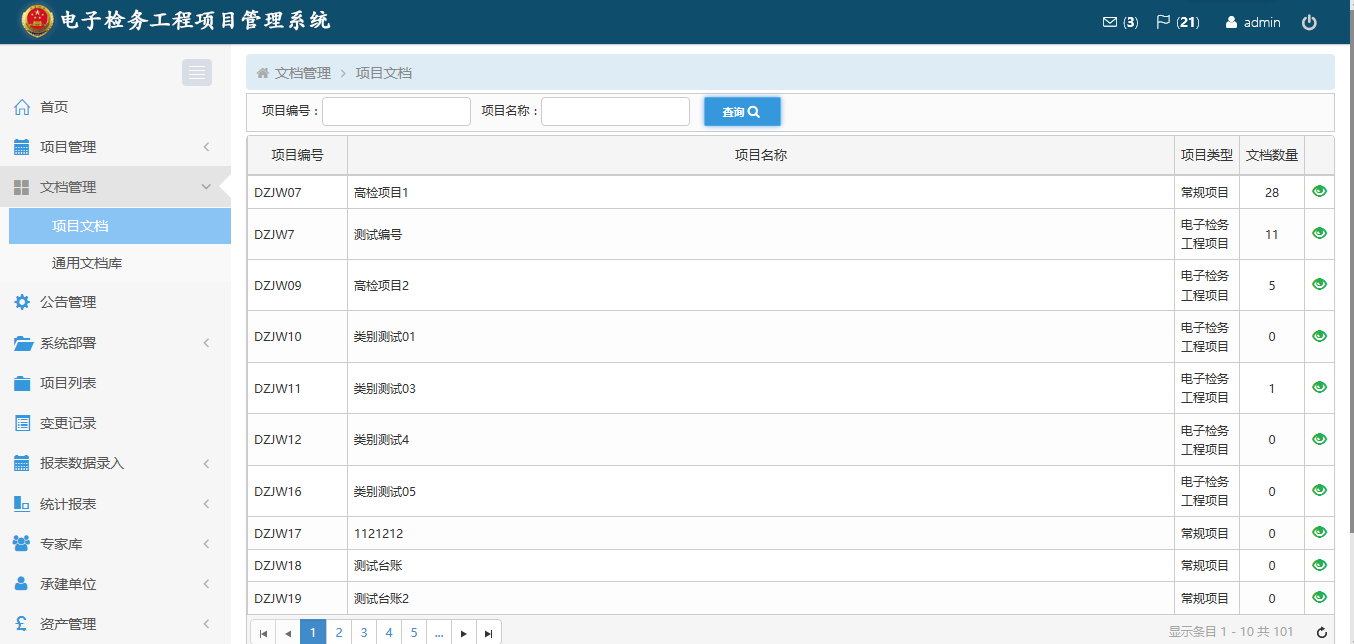 电子检务工程项目管理系统
(3) (21) admin
首页
项目管理
文档管理
项目文档
通用文档库
公告管理
系统部署
项目列表
变更记录
报表数据录入
统计报表
专家库
承建单位
资产管理
文档管理 > 项目文档
项目编号： 项目名称： 查询
项目编号 项目名称 项目类型 文档数量
DZJW07 高检项目1 常规项目 28
DZJW7 测试编号 电子检务工程项目 11
DZJW09 高检项目2 电子检务工程项目 5
DZJW10 类别测试01 电子检务工程项目 0
DZJW11 类别测试03 电子检务工程项目 1
DZJW12 类别测试4 电子检务工程项目 0
DZJW16 类别测试05 电子检务工程项目 0
DZJW17 1121212 常规项目 0
DZJW18 测试台账 常规项目 0
DZJW19 测试台账2 常规项目 0
1 2 3 4 5 ... 显示条目 1 - 10 共 101